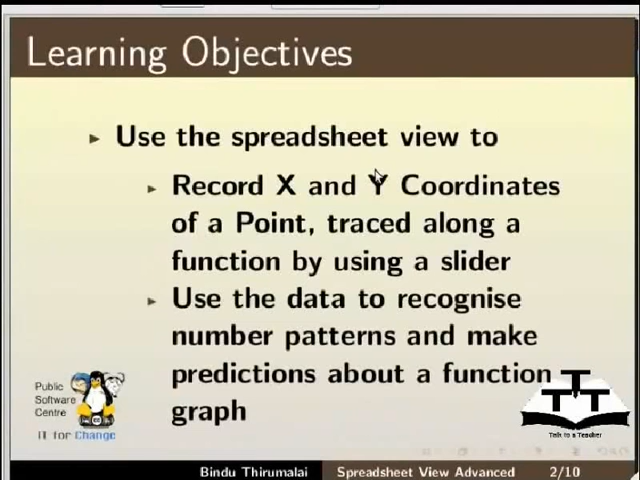 Learning Objectives
Use the spreadsheet view to
Record X and Y Coordinates
of a Point, traced along a
function by using a slider
Use the data to recognise
number patterns and make
predictions about a function
graph
Public
Software
Centre
IT for Change
TTT
Talk to a Teacher
Bindu Thirumalai Spreadsheet View Advanced 2/10